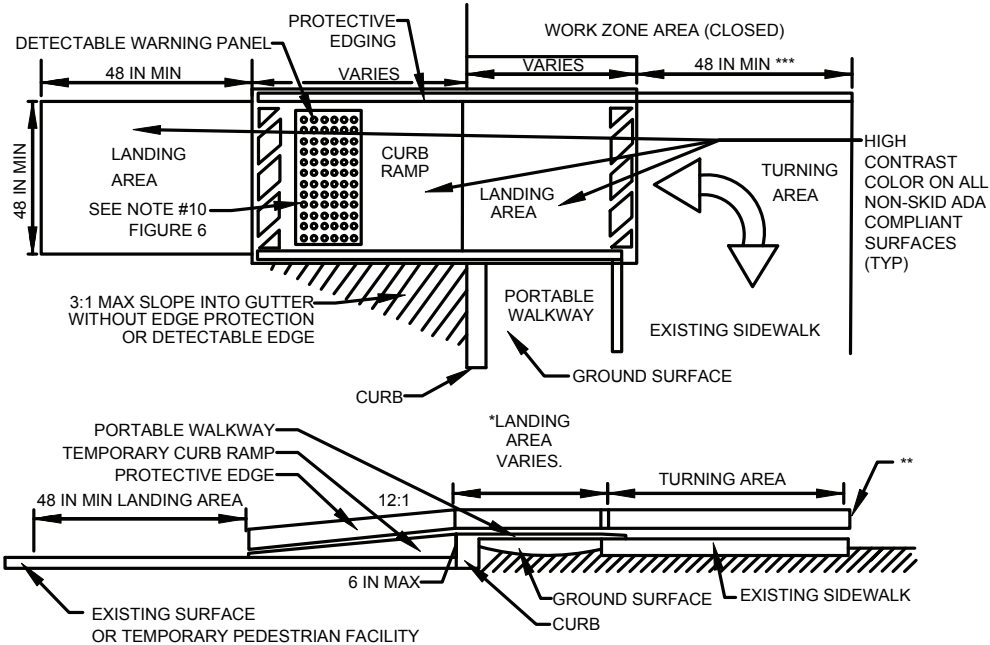 WORK ZONE AREA (CLOSED)
PROTECTIVE
EDGING
DETECTABLE WARNING PANEL
48 IN MIN
VARIES
VARIES
48 IN MIN ***
48 IN MIN
LANDING
AREA
SEE NOTE #10
FIGURE 6
CURB
RAMP
LANDING
AREA
TURNING
AREA
HIGH
CONTRAST
COLOR ON ALL
NON-SKID ADA
COMPLIANT
SURFACES
(TYP)
3:1 MAX SLOPE INTO GUTTER
WITHOUT EDGE PROTECTION
OR DETECTABLE EDGE
PORTABLE
WALKWAY
EXISTING SIDEWALK
GROUND SURFACE
CURB
PORTABLE WALKWAY
TEMPORARY CURB RAMP
PROTECTIVE EDGE
48 IN MIN LANDING AREA
12:1
*LANDING
AREA
VARIES.
TURNING AREA
**
6 IN MAX
GROUND SURFACE
EXISTING SIDEWALK
CURB
EXISTING SURFACE
OR TEMPORARY PEDESTRIAN FACILITY